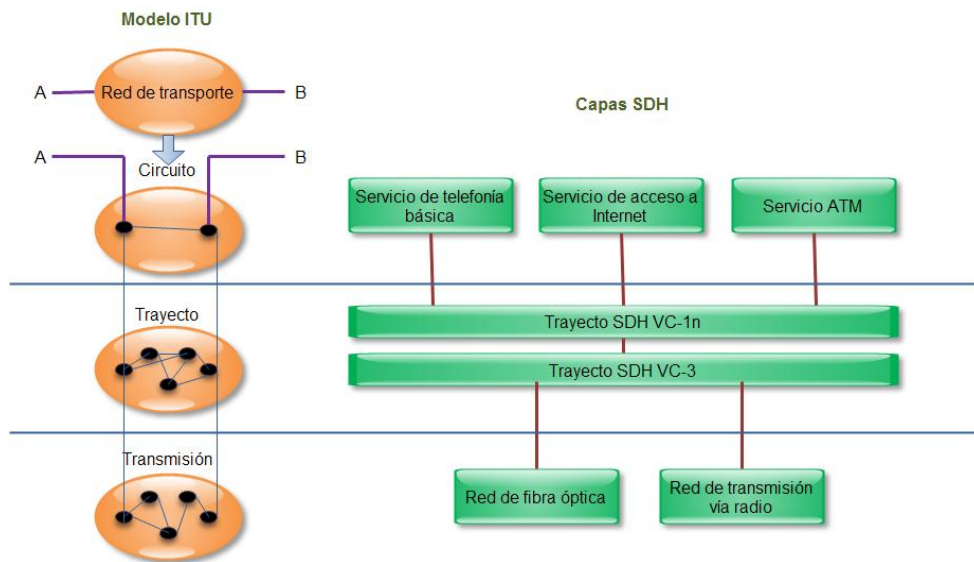 Modelo ITU
A
Red de transporte
B
Capas SDH
A
B
Circuito
Servicio de telefonía
básica
Servicio de acceso a
Internet
Servicio ATM
Trayecto
Trayecto SDH VC-1n
Trayecto SDH VC-3
Transmisión
Red de fibra óptica
Red de transmisión
vía radio